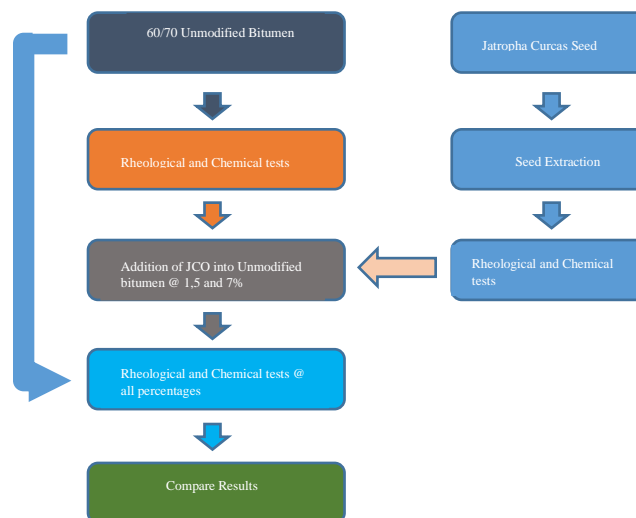 60/70 Unmodified Bitumen
Rheological and Chemical tests
Addition of JCO into Unmodified
bitumen @ 1,5 and 7%
Rheological and Chemical tests @
all percentages
Compare Results
Jatropha Curcas Seed
Seed Extraction
Rheological and Chemical
tests